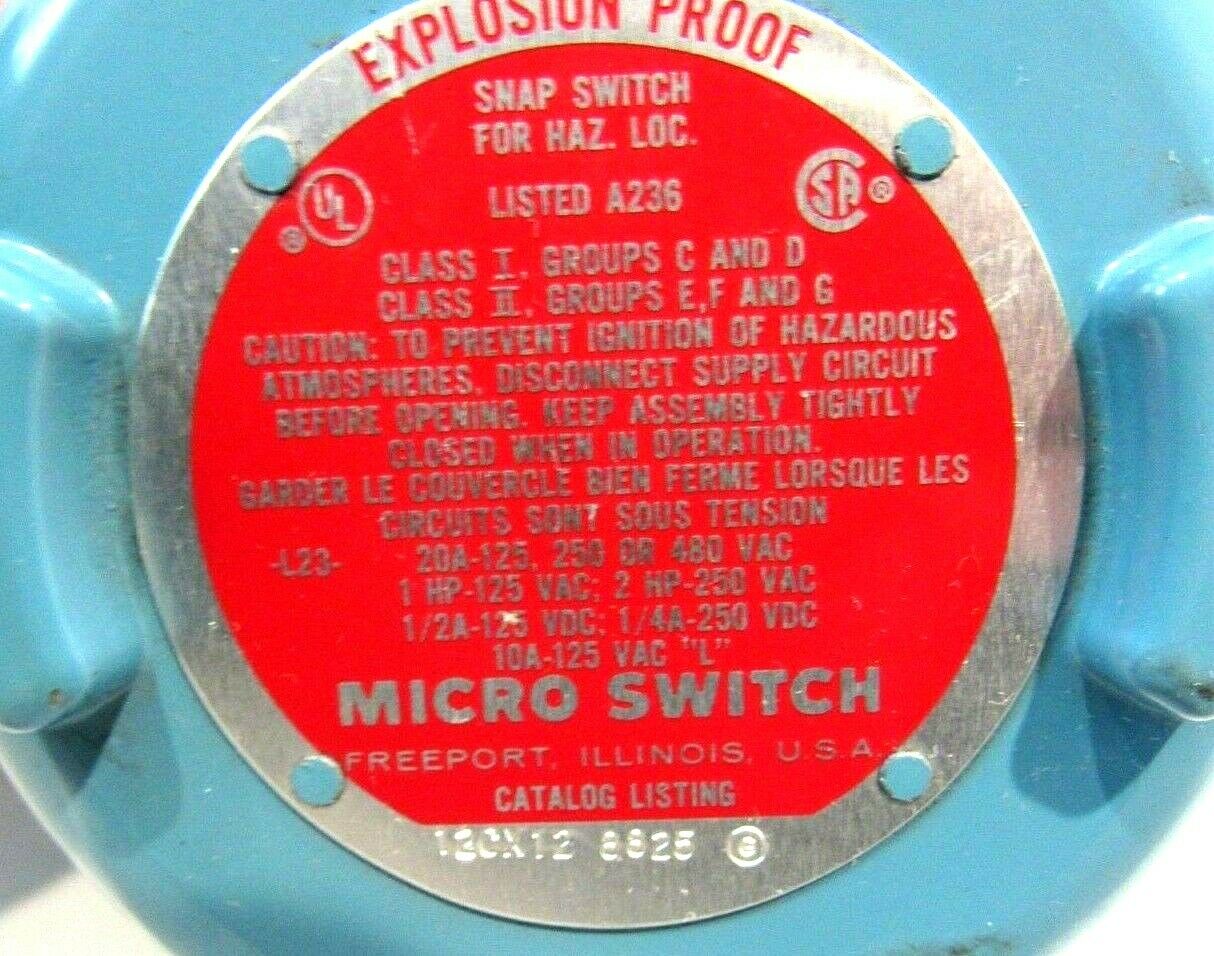 EXPLOSION PROOF
SNAP SWITCH
FOR HAZ. LOC.
UL ® LISTED A236 CSA ®
CLASS I, GROUPS C AND D
CLASS II, GROUPS E,F AND G
CAUTION: TO PREVENT IGNITION OF HAZARDOUS
ATMOSPHERES, DISCONNECT SUPPLY CIRCUIT
BEFORE OPENING. KEEP ASSEMBLY TIGHTLY
CLOSED WHEN IN OPERATION.
GARDER LE COUVERCLE BIEN FERME LORSQUE LES
CIRCUITS SONT SOUS TENSION
-L23- 20A-125, 250 OR 480 VAC
1 HP-125 VAC; 2 HP-250 VAC
1/2A-125 VDC; 1/4A-250 VDC
10A-125 VAC "L"
MICRO SWITCH
FREEPORT, ILLINOIS, U.S.A.
CATALOG LISTING
12CX12 8825